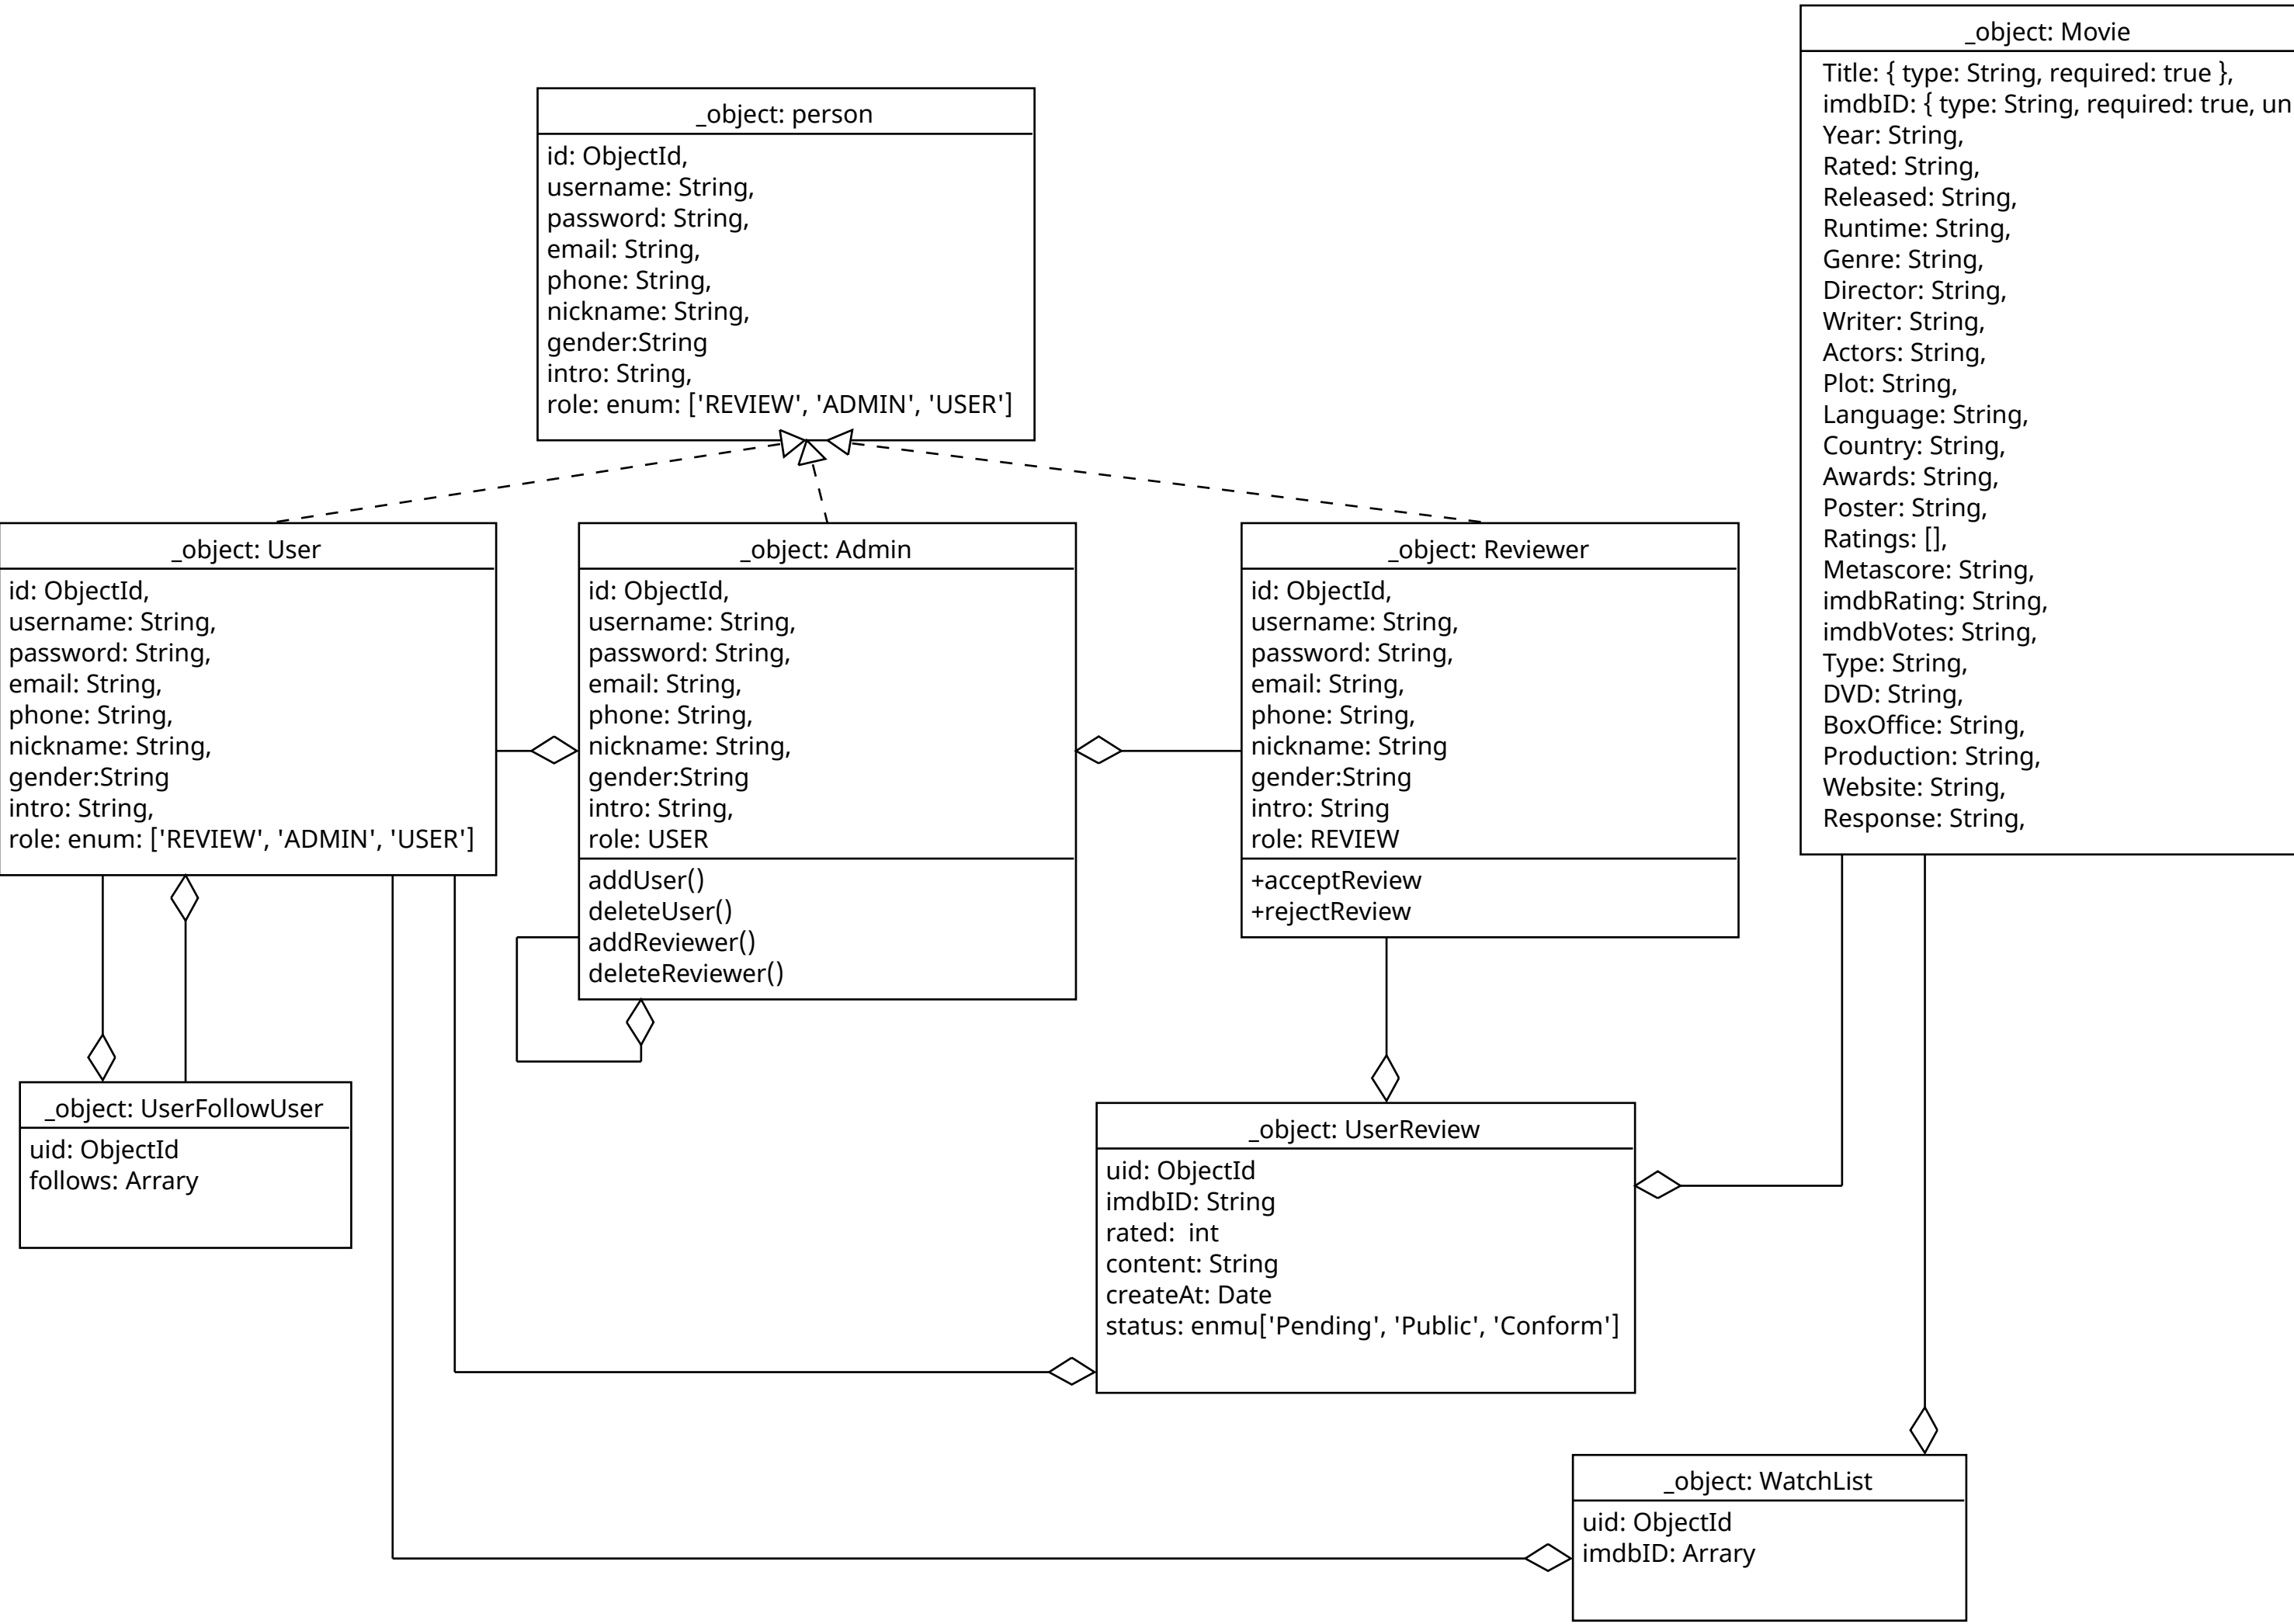 _object: person
id: ObjectId,
username: String,
password: String,
email: String,
phone: String,
nickname: String,
gender:String
intro: String,
role: enum: ['REVIEW', 'ADMIN', 'USER']
_object: Movie
Title: { type: String, required: true },
imdbID: { type: String, required: true, un
Year: String,
Rated: String,
Released: String,
Runtime: String,
Genre: String,
Director: String,
Writer: String,
Actors: String,
Plot: String,
Language: String,
Country: String,
Awards: String,
Poster: String,
Ratings: [],
Metascore: String,
imdbRating: String,
imdbVotes: String,
Type: String,
DVD: String,
BoxOffice: String,
Production: String,
Website: String,
Response: String,
_object: User
id: ObjectId,
username: String,
password: String,
email: String,
phone: String,
nickname: String,
gender:String
intro: String,
role: enum: ['REVIEW', 'ADMIN', 'USER']
_object: Admin
id: ObjectId,
username: String,
password: String,
email: String,
phone: String,
nickname: String,
gender:String
intro: String,
role: USER
addUser()
deleteUser()
addReviewer()
deleteReviewer()
_object: Reviewer
id: ObjectId,
username: String,
password: String,
email: String,
phone: String,
nickname: String
gender:String
intro: String
role: REVIEW
+acceptReview
+rejectReview
_object: UserFollowUser
uid: ObjectId
follows: Arrary
_object: UserReview
uid: ObjectId
imdbID: String
rated:  int
content: String
createAt: Date
status: enmu['Pending', 'Public', 'Conform']
_object: WatchList
uid: ObjectId
imdbID: Arrary